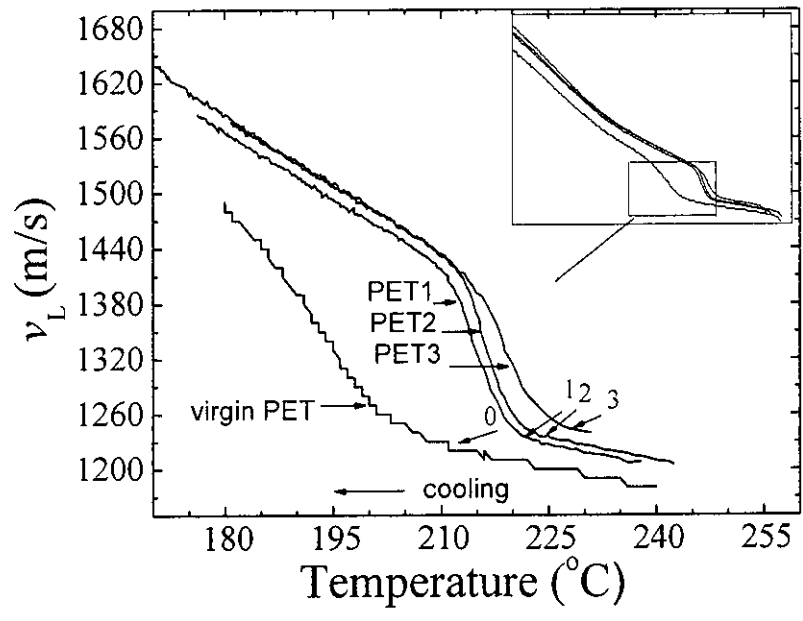 1680
1620
1560
1500
1440
1380
1320
1260
1200
v_L (m/s)
PET1
PET2
PET3
virgin PET
0
1 2 3
cooling
180 195 210 225 240 255
Temperature (°C)